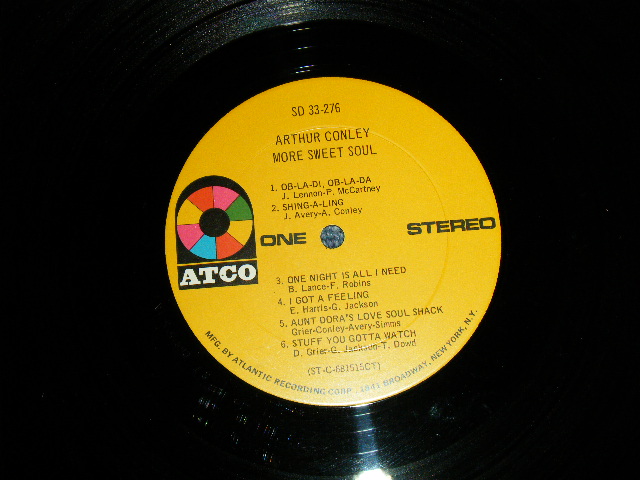 SD 33-276
ARTHUR CONLEY
MORE SWEET SOUL
1. OB-LA-DI, OB-LA-DA
J. Lennon-P. McCartney
2. SHING-A-LING
J. Avery-A. Conley
ATCO
ONE
STEREO
3. ONE NIGHT IS ALL I NEED
B. Lance-F. Robins
4. I GOT A FEELING
E. Harris-G. Jackson
5. AUNT DORA'S LOVE SOUL SHACK
Grier-Conley-Avery-Simms
6. STUFF YOU GOTTA WATCH
D. Grier-G. Jackson-T. Dowd
(ST-C-681515CT)
MFG. BY ATLANTIC RECORDING CORP., 1841 BROADWAY, NEW YORK, N.Y.